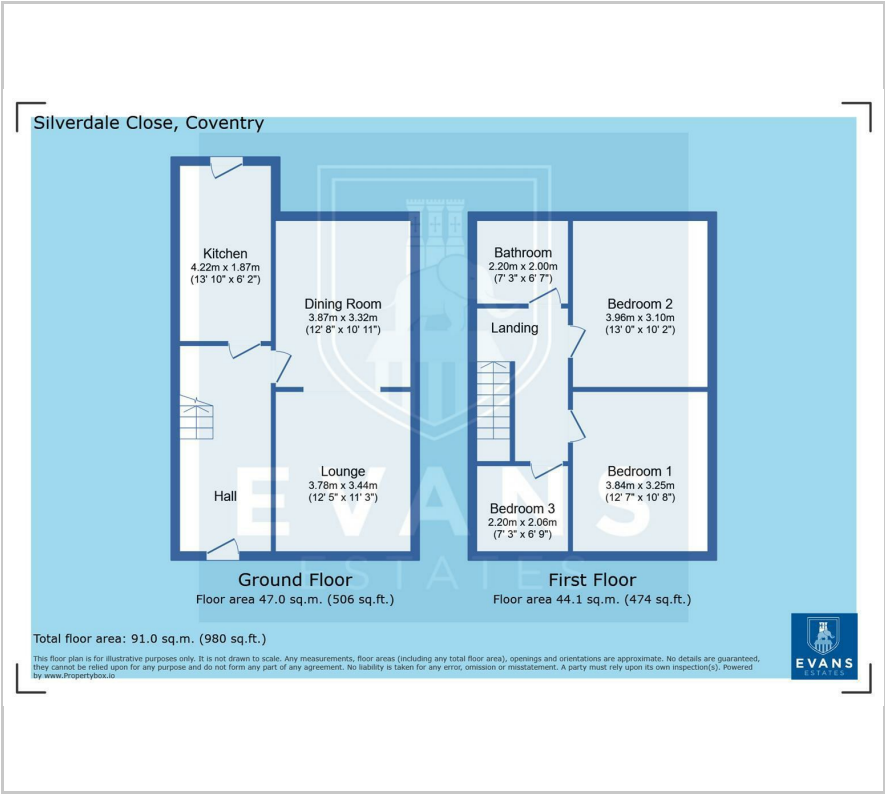 Silverdale Close, Coventry
Kitchen
4.22m x 1.87m
(13' 10" x 6' 2")
Dining Room
3.87m x 3.32m
(12' 8" x 10' 11")
Hall
Lounge
3.78m x 3.44m
(12' 5" x 11' 3")
Bathroom
2.20m x 2.00m
(7' 3" x 6' 7")
Landing
Bedroom 2
3.96m x 3.10m
(13' 0" x 10' 2")
Bedroom 1
3.84m x 3.25m
(12' 7" x 10' 8")
Bedroom 3
2.20m x 2.06m
(7' 3" x 6' 9")
EVANS
ESTATES
Ground Floor
Floor area 47.0 sq.m. (506 sq.ft.)
First Floor
Floor area 44.1 sq.m. (474 sq.ft.)
Total floor area: 91.0 sq.m. (980 sq.ft.)
This floor plan is for illustrative purposes only. It is not drawn to scale. Any measurements, floor areas (including any total floor area), openings and orientations are approximate. No details are guaranteed,
they cannot be relied upon for any purpose and do not form any part of any agreement. No liability is taken for any error, omission or misstatement. A party must rely upon its own inspection(s). Powered
by www.Propertybox.io
EVANS
ESTATES